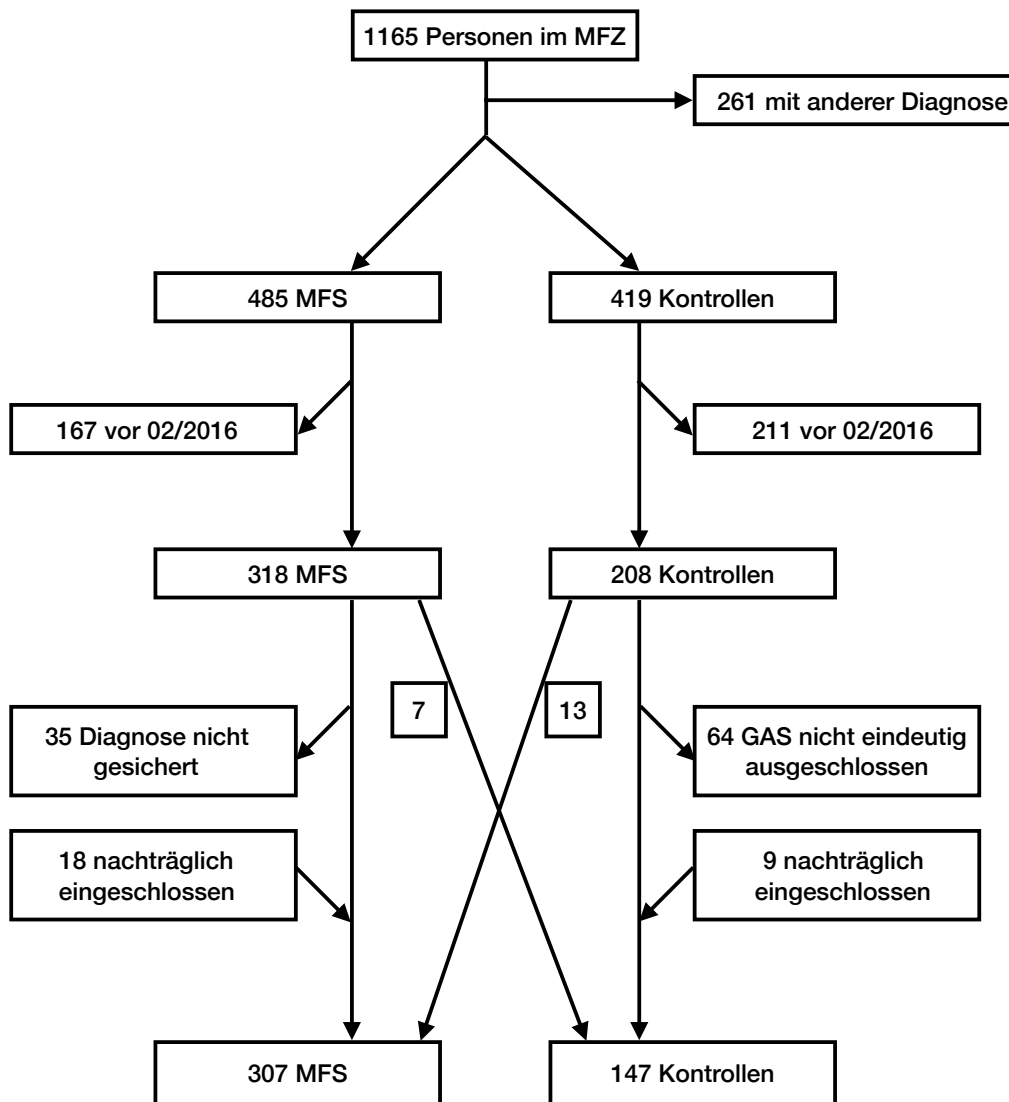 1165 Personen im MFZ
261 mit anderer Diagnose
485 MFS
419 Kontrollen
167 vor 02/2016
211 vor 02/2016
318 MFS
208 Kontrollen
7
13
35 Diagnose nicht
gesichert
64 GAS nicht eindeutig
ausgeschlossen
18 nachträglich
eingeschlossen
9 nachträglich
eingeschlossen
307 MFS
147 Kontrollen